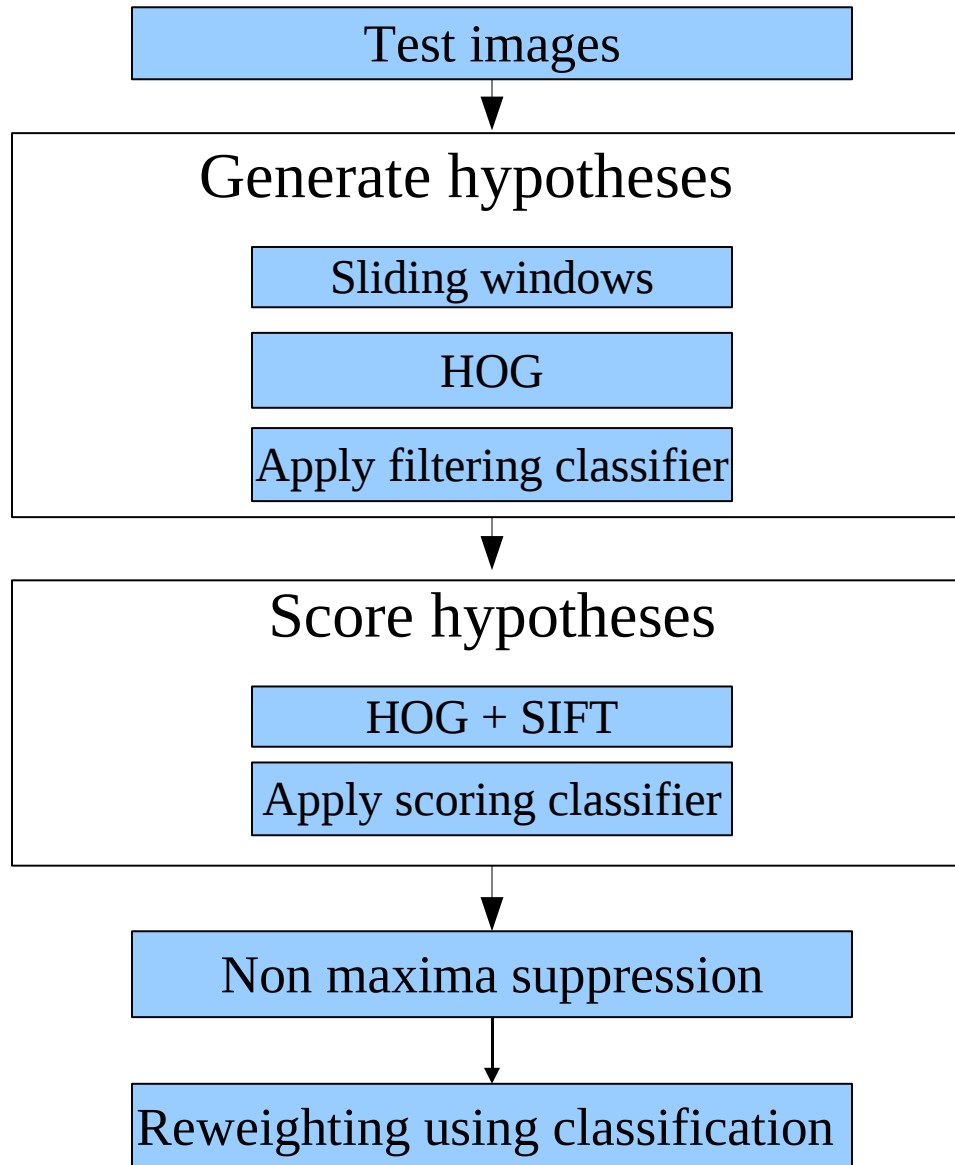 Test images
Generate hypotheses
Sliding windows
HOG
Apply filtering classifier
Score hypotheses
HOG + SIFT
Apply scoring classifier
Non maxima suppression
Reweighting using classification